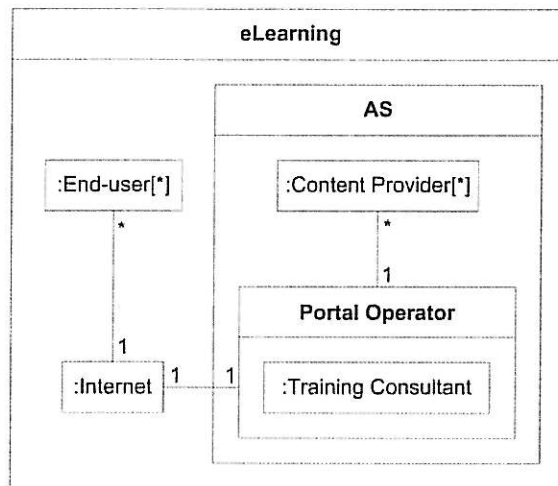 eLearning
AS
:End-user[*]
:Content Provider[*]
*
*
1
Portal Operator
1
:Internet
1
1
:Training Consultant